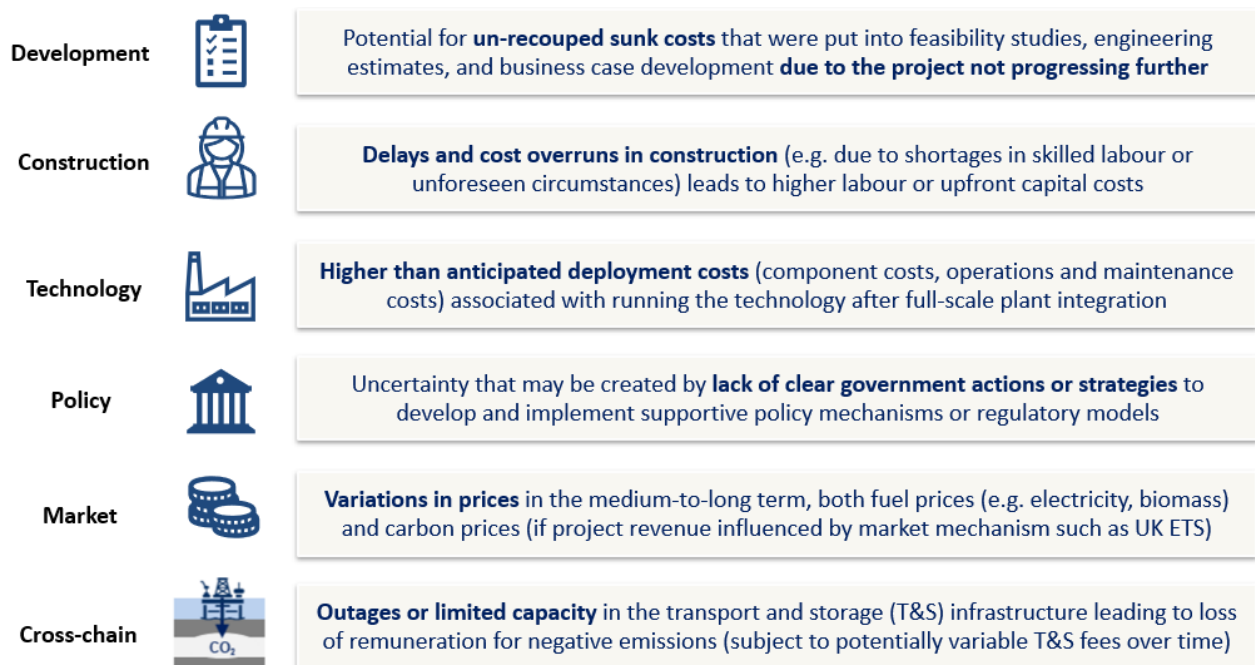 Development
Potential for un-recouped sunk costs that were put into feasibility studies, engineering
estimates, and business case development due to the project not progressing further
Construction
Delays and cost overruns in construction (e.g. due to shortages in skilled labour or
unforeseen circumstances) leads to higher labour or upfront capital costs
Technology
Higher than anticipated deployment costs (component costs, operations and maintenance
costs) associated with running the technology after full-scale plant integration
Policy
Uncertainty that may be created by lack of clear government actions or strategies to
develop and implement supportive policy mechanisms or regulatory models
Market
Variations in prices in the medium-to-long term, both fuel prices (e.g. electricity, biomass)
and carbon prices (if project revenue influenced by market mechanism such as UK ETS)
Cross-chain
CO₂
Outages or limited capacity in the transport and storage (T&S) infrastructure leading to loss
of remuneration for negative emissions (subject to potentially variable T&S fees over time)